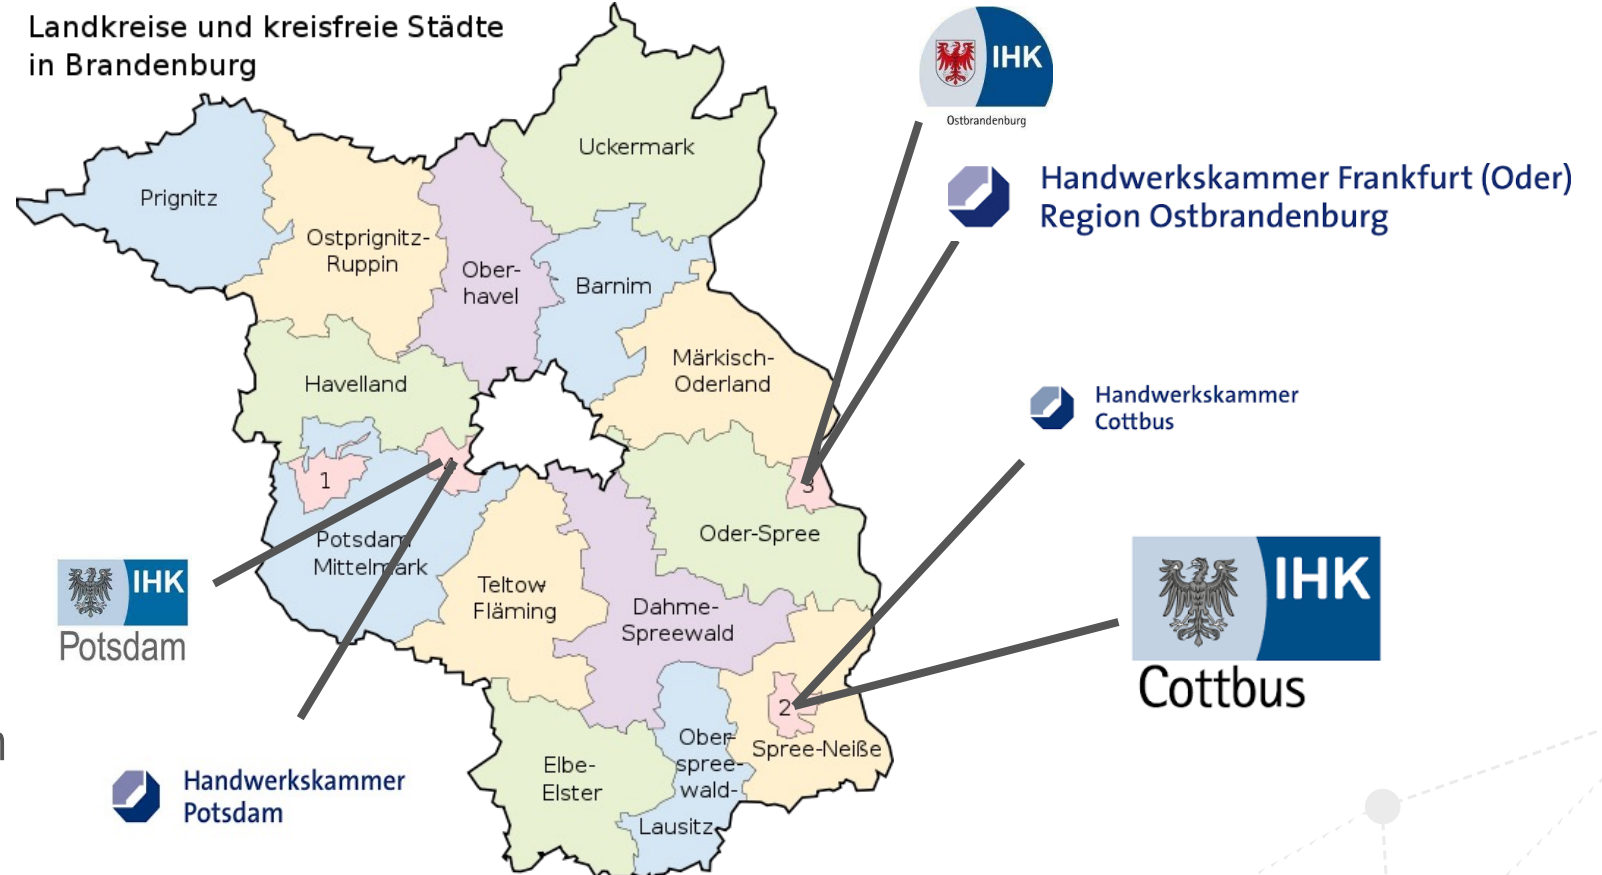 Landkreise und kreisfreie Städte
in Brandenburg
IHK
Ostbrandenburg
Handwerkskammer Frankfurt (Oder)
Region Ostbrandenburg
Uckermark
Prignitz
Ostprignitz-
Ruppin
Ober-
havel
Barnim
Märkisch-
Oderland
Havelland
Handwerkskammer
Cottbus
1
3
Oder-Spree
Potsdam
Mittelmark
Teltow
Fläming
Dahme-
Spreewald
IHK
Potsdam
IHK
Cottbus
2
Spree-Neiße
Ober-
spree-
wald-
Lausitz
Elbe-
Elster
Handwerkskammer
Potsdam